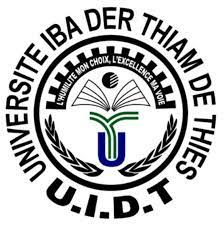 UNIVERSITE IBA DER THIAM DE THIES
L'HUMILITE MON CHOIX, L'EXCELLENCE MA VOIE
U.I.D.T